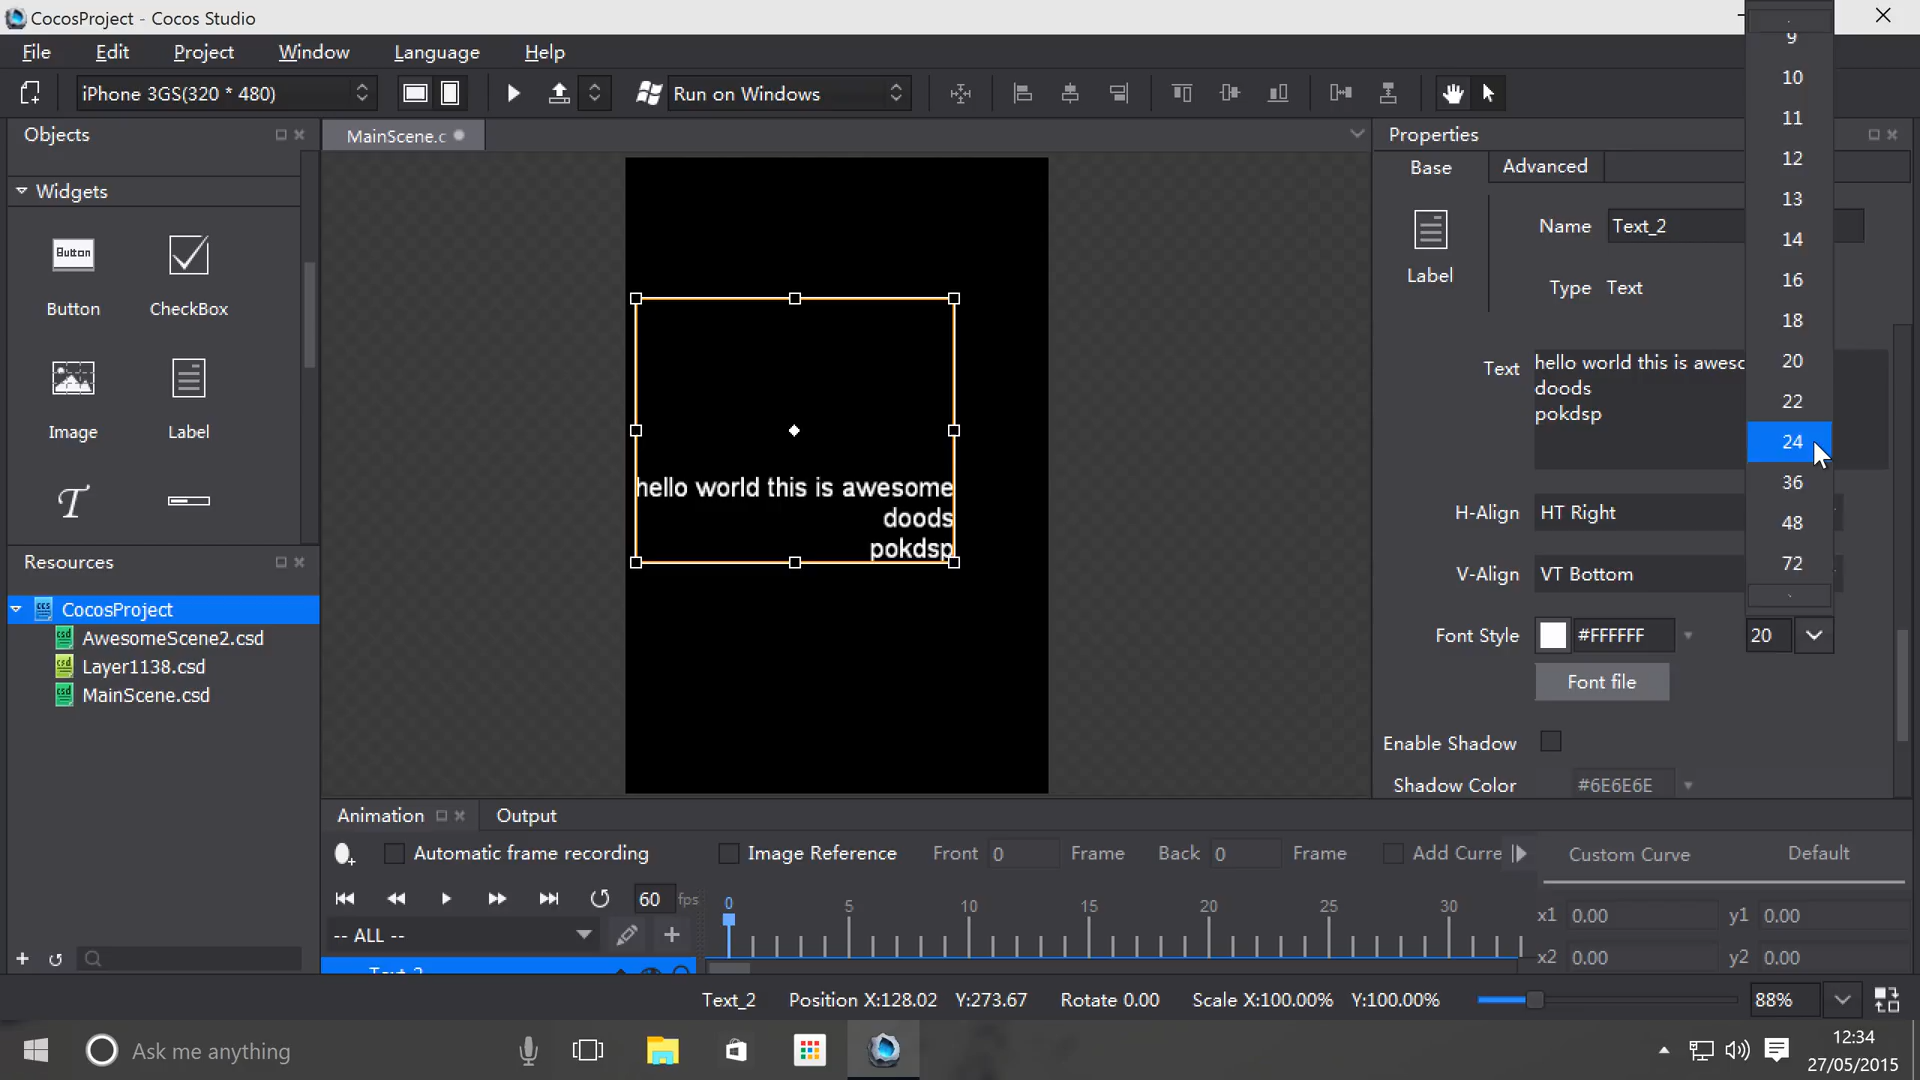 CocosProject - Cocos Studio
File Edit Project Window Language Help
iPhone 3GS(320 * 480)
Run on Windows
Objects
Widgets
Button
Button
CheckBox
Image
Label
Resources
CocosProject
AwesomeScene2.csd
Layer1138.csd
MainScene.csd
MainScene.c
hello world this is awesome
doods
pokdsp
Properties
Base
Advanced
Label
Name Text_2
Type Text
Text
hello world this is aweso
doods
pokdsp
H-Align HT Right
V-Align VT Bottom
Font Style #FFFFFF 20
Font file
Enable Shadow
Shadow Color #6E6E6E
9
10
11
12
13
14
16
18
20
22
24
36
48
72
Animation
Output
Automatic frame recording
Image Reference
Front 0 Frame
Back 0 Frame
Add Curre
Custom Curve
Default
60 fps
0 5 10 15 20 25 30
-- ALL --
x1 0.00 y1 0.00
x2 0.00 y2 0.00
Text_2 Position X:128.02 Y:273.67 Rotate 0.00 Scale X:100.00% Y:100.00% 88%
Ask me anything
12:34
27/05/2015